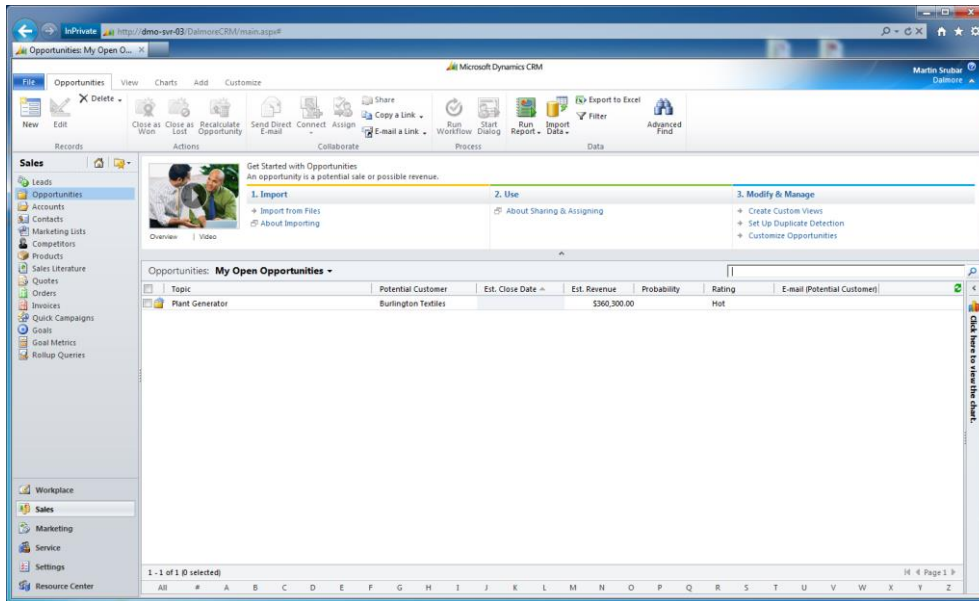 InPrivate http://dmo-svr-03/DalmoreCRM/main.aspx#
Opportunities: My Open O...
Microsoft Dynamics CRM
Martin Srubar
Dalmore
File Opportunities View Charts Add Customize
New
Edit
Delete
Records
Close as Won
Close as Lost
Recalculate Opportunity
Actions
Send Direct E-mail
Connect
Assign
Share
Copy a Link
E-mail a Link
Collaborate
Run Workflow
Start Dialog
Process
Run Report
Import Data
Export to Excel
Filter
Advanced Find
Data
Sales
Leads
Opportunities
Accounts
Contacts
Marketing Lists
Competitors
Products
Sales Literature
Quotes
Orders
Invoices
Quick Campaigns
Goals
Goal Metrics
Rollup Queries
Workplace
Sales
Marketing
Service
Settings
Resource Center
Overview | Video
Get Started with Opportunities
An opportunity is a potential sale or possible revenue.
1. Import
Import from Files
About Importing
2. Use
About Sharing & Assigning
3. Modify & Manage
Create Custom Views
Set Up Duplicate Detection
Customize Opportunities
Opportunities: My Open Opportunities
Topic Potential Customer Est. Close Date Est. Revenue Probability Rating E-mail (Potential Customer)
Plant Generator Burlington Textiles $360,300.00 Hot
Click here to view the chart.
1 - 1 of 1 (0 selected) Page 1
All # A B C D E F G H I J K L M N O P Q R S T U V W X Y Z